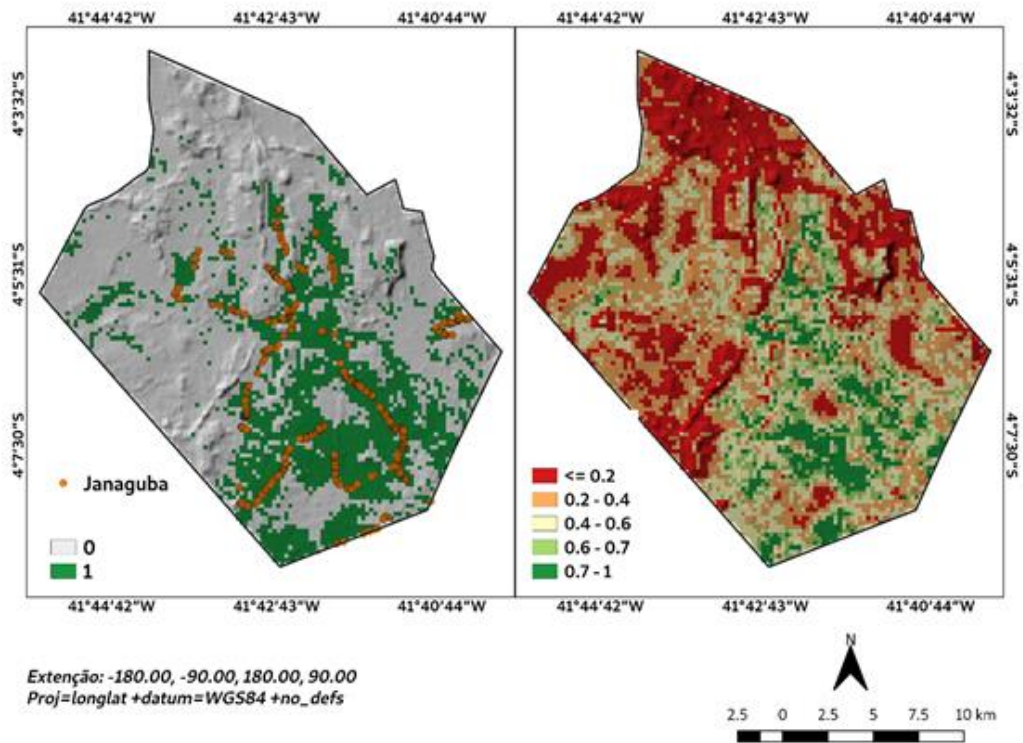 41°44'42"W 41°42'43"W 41°40'44"W 41°44'42"W 41°42'43"W 41°40'44"W
4°3'32"S
4°5'31"S
4°7'30"S
4°3'32"S
4°5'31"S
4°7'30"S
Janaguba
0
1
<= 0.2
0.2 - 0.4
0.4 - 0.6
0.6 - 0.7
0.7 - 1
41°44'42"W 41°42'43"W 41°40'44"W 41°44'42"W 41°42'43"W 41°40'44"W
Extenção: -180.00, -90.00, 180.00, 90.00
Proj=longlat +datum=WGS84 +no_defs
N
2.5 0 2.5 5 7.5 10 km